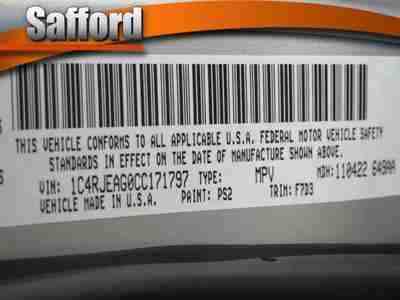 Safford
THIS VEHICLE CONFORMS TO ALL APPLICABLE U.S.A. FEDERAL MOTOR VEHICLE SAFETY
STANDARDS IN EFFECT ON THE DATE OF MANUFACTURE SHOWN ABOVE.
VIN: 1C4RJEAG0CC171797 TYPE: MPV MDH: 110422 649AA
VEHICLE MADE IN U.S.A. PAINT: PS2 TRIM: F7D3